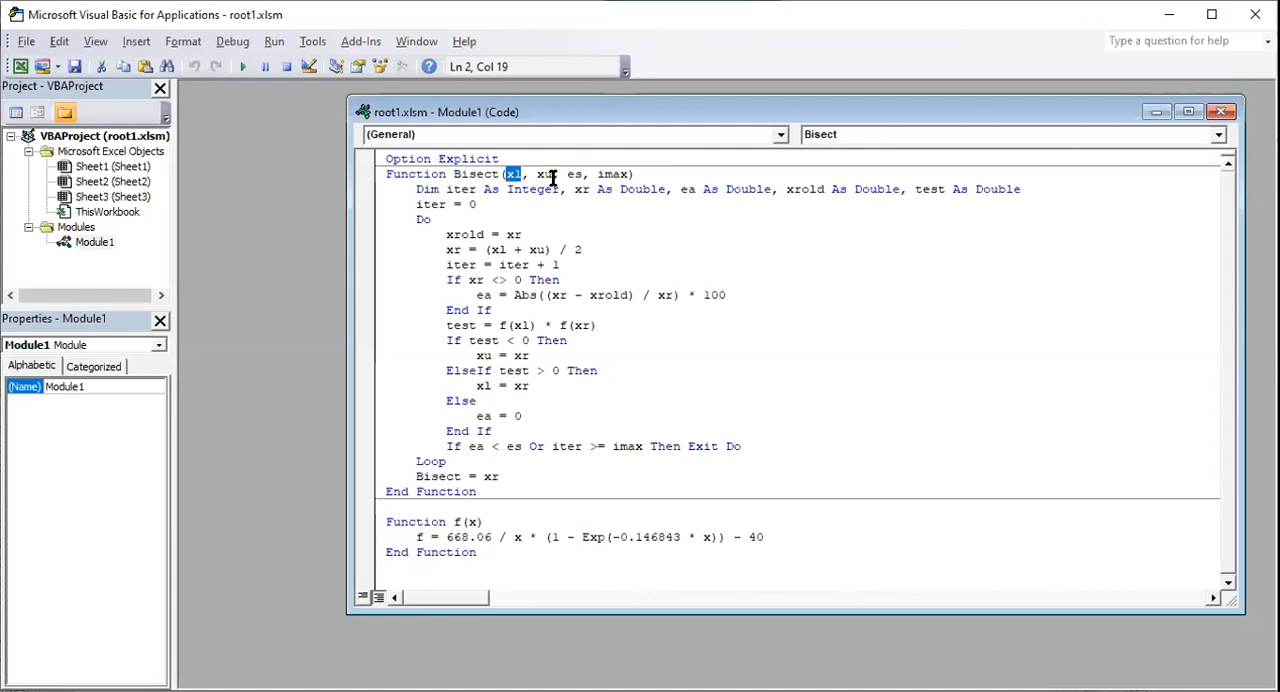 Microsoft Visual Basic for Applications - root1.xlsm
File Edit View Insert Format Debug Run Tools Add-Ins Window Help
Type a question for help
Ln 2, Col 19
Project - VBAProject
VBAProject (root1.xlsm)
Microsoft Excel Objects
Sheet1 (Sheet1)
Sheet2 (Sheet2)
Sheet3 (Sheet3)
ThisWorkbook
Modules
Module1
Properties - Module1
Module1 Module
Alphabetic Categorized
(Name) Module1
root1.xlsm - Module1 (Code)
(General) Bisect
Option Explicit
Function Bisect(xl, xu, es, imax)
Dim iter As Integer, xr As Double, ea As Double, xrold As Double, test As Double
iter = 0
Do
xrold = xr
xr = (xl + xu) / 2
iter = iter + 1
If xr <> 0 Then
ea = Abs((xr - xrold) / xr) * 100
End If
test = f(xl) * f(xr)
If test < 0 Then
xu = xr
ElseIf test > 0 Then
xl = xr
Else
ea = 0
End If
If ea < es Or iter >= imax Then Exit Do
Loop
Bisect = xr
End Function
Function f(x)
f = 668.06 / x * (1 - Exp(-0.146843 * x)) - 40
End Function